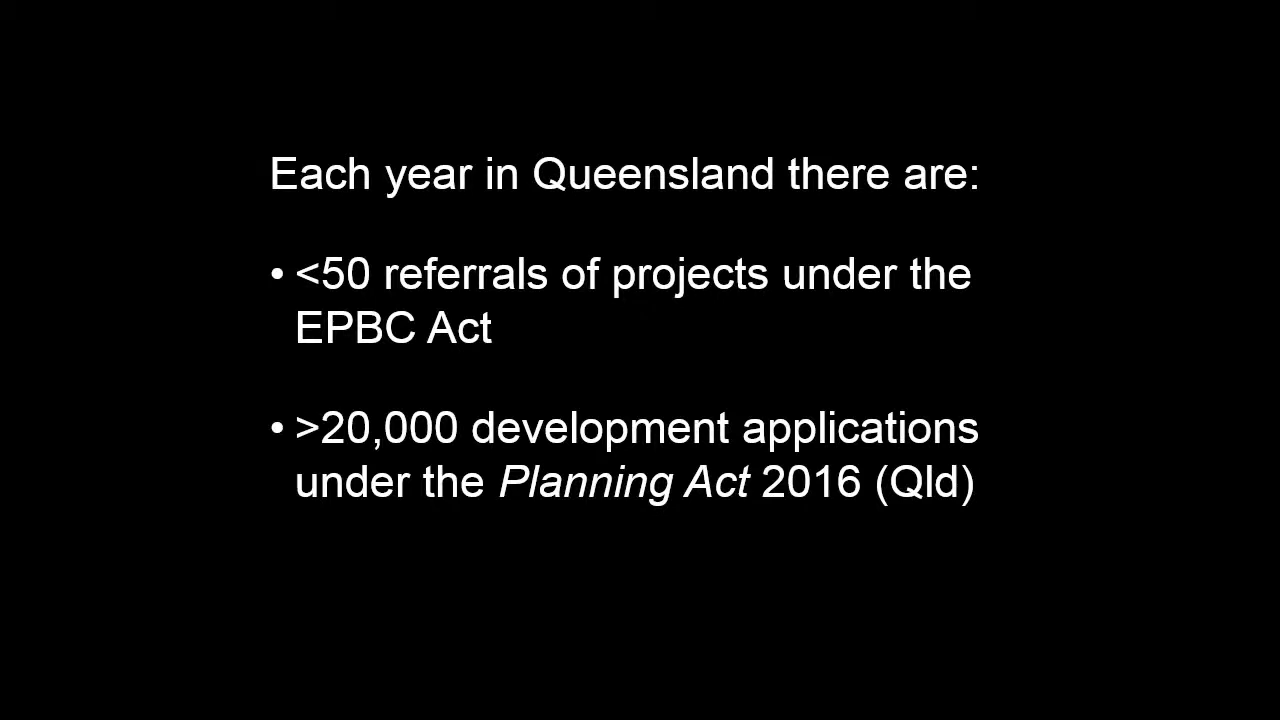 Each year in Queensland there are:
• <50 referrals of projects under the
EPBC Act
• >20,000 development applications
under the Planning Act 2016 (Qld)